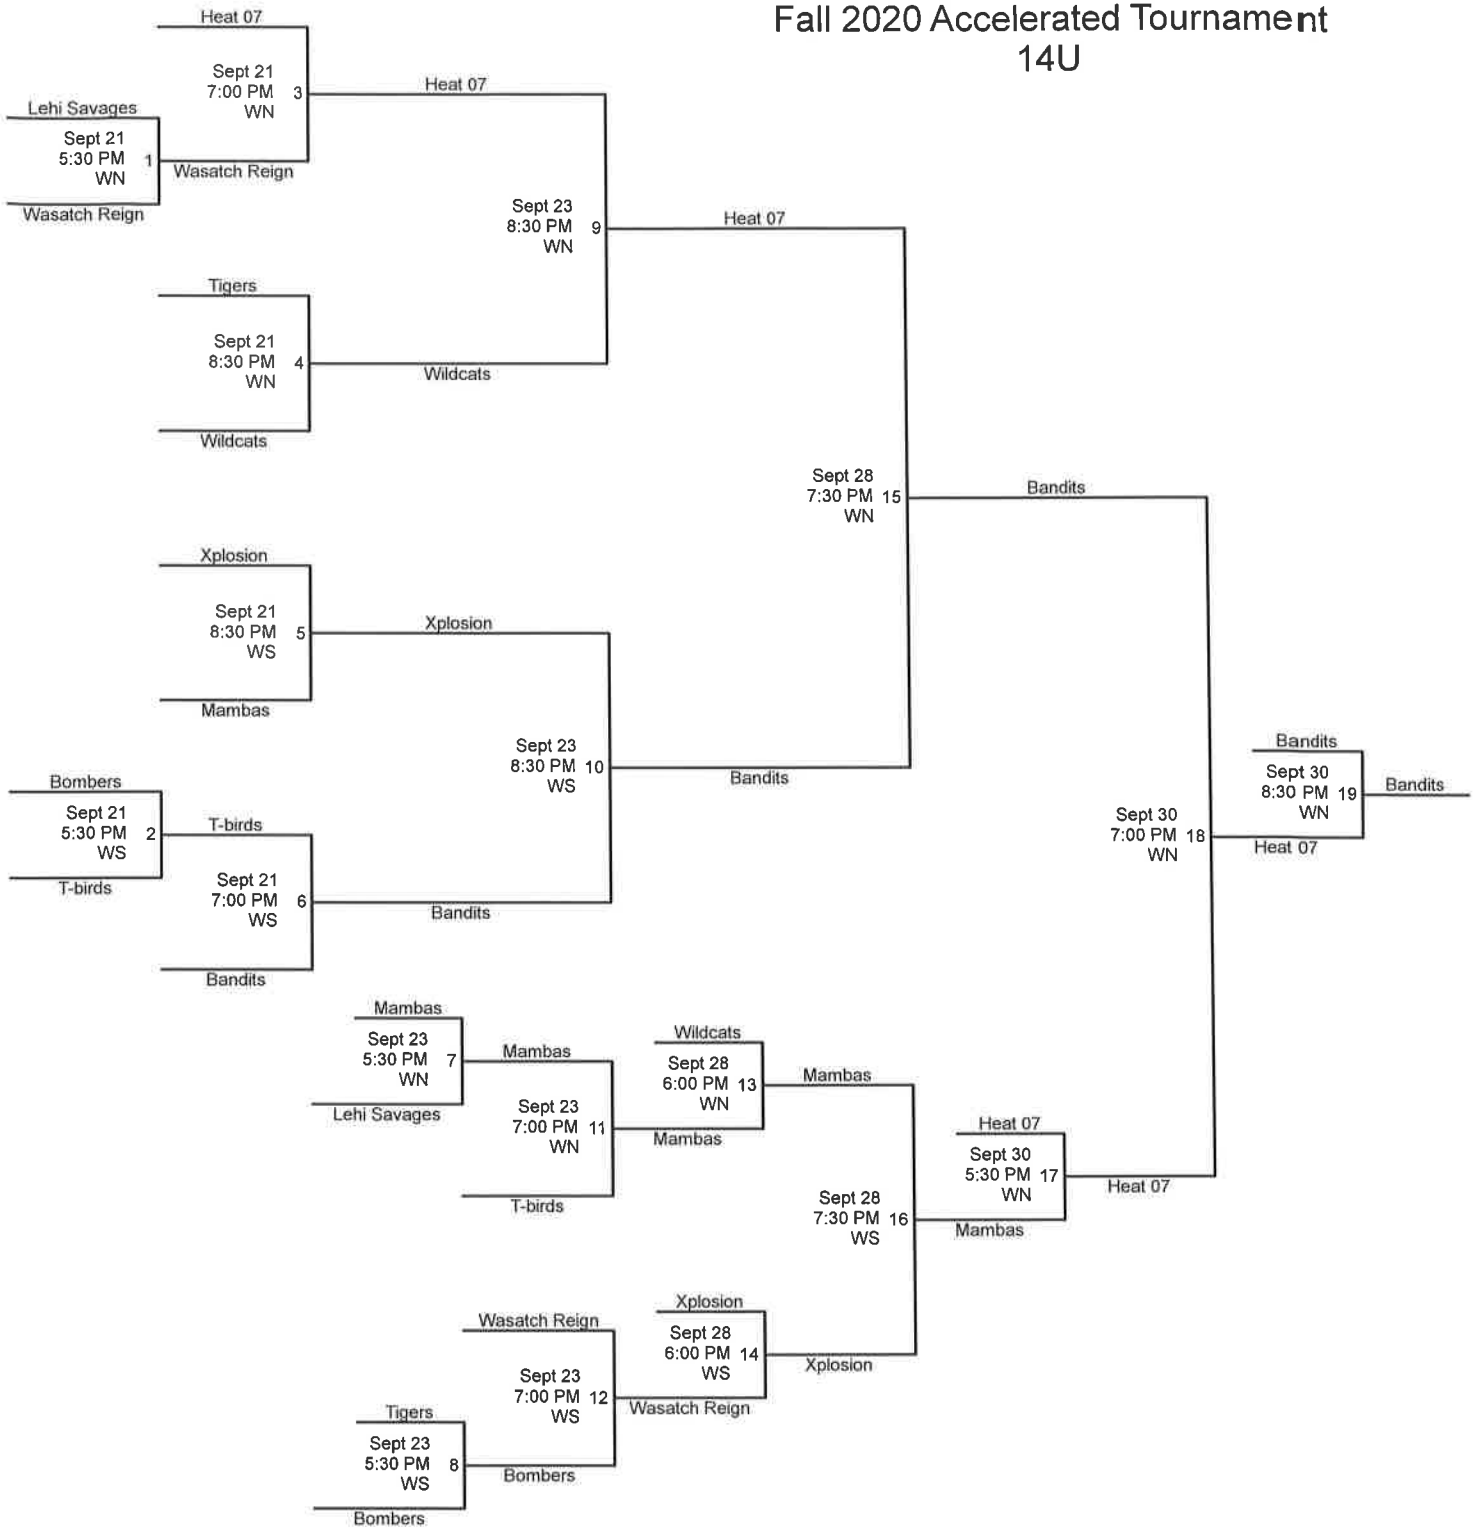 Fall 2020 Accelerated Tournament
14U
Heat 07
Sept 21
7:00 PM 3
WN
Heat 07
Lehi Savages
Sept 21
5:30 PM 1
WN
Wasatch Reign
Wasatch Reign
Sept 23
8:30 PM 9
WN
Heat 07
Tigers
Sept 21
8:30 PM 4
WN
Wildcats
Wildcats
Sept 28
7:30 PM 15
WN
Bandits
Xplosion
Sept 21
8:30 PM 5
WS
Xplosion
Mambas
Sept 23
8:30 PM 10
WS
Bandits
Bombers
Sept 21
5:30 PM 2
WS
T-birds
T-birds
Sept 21
7:00 PM 6
WS
Bandits
Bandits
Bandits
Sept 30
8:30 PM 19
WN
Bandits
Sept 30
7:00 PM 18
WN
Heat 07
Mambas
Sept 23
5:30 PM 7
WN
Mambas
Lehi Savages
Sept 23
7:00 PM 11
WN
Mambas
T-birds
Wildcats
Sept 28
6:00 PM 13
WN
Mambas
Heat 07
Sept 30
5:30 PM 17
WN
Heat 07
Sept 28
7:30 PM 16
WS
Mambas
Xplosion
Sept 28
6:00 PM 14
WS
Xplosion
Wasatch Reign
Sept 23
7:00 PM 12
WS
Wasatch Reign
Tigers
Sept 23
5:30 PM 8
WS
Bombers
Bombers